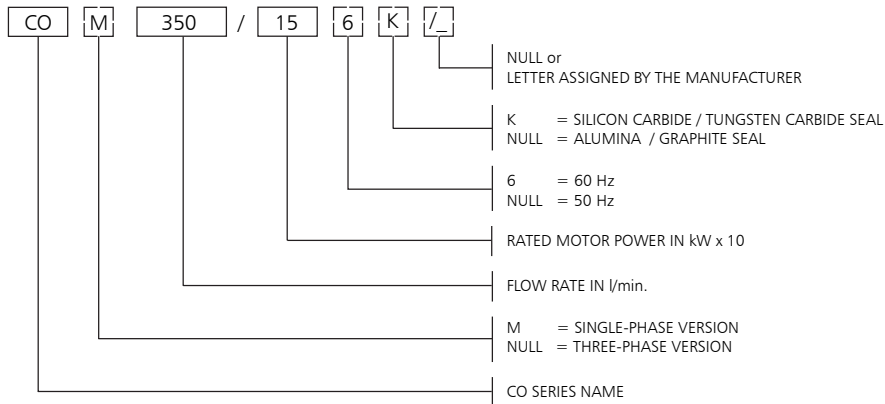 CO M 350 / 15 6 K /_
NULL or
LETTER ASSIGNED BY THE MANUFACTURER
K = SILICON CARBIDE / TUNGSTEN CARBIDE SEAL
NULL = ALUMINA / GRAPHITE SEAL
6 = 60 Hz
NULL = 50 Hz
RATED MOTOR POWER IN kW x 10
FLOW RATE IN l/min.
M = SINGLE-PHASE VERSION
NULL = THREE-PHASE VERSION
CO SERIES NAME